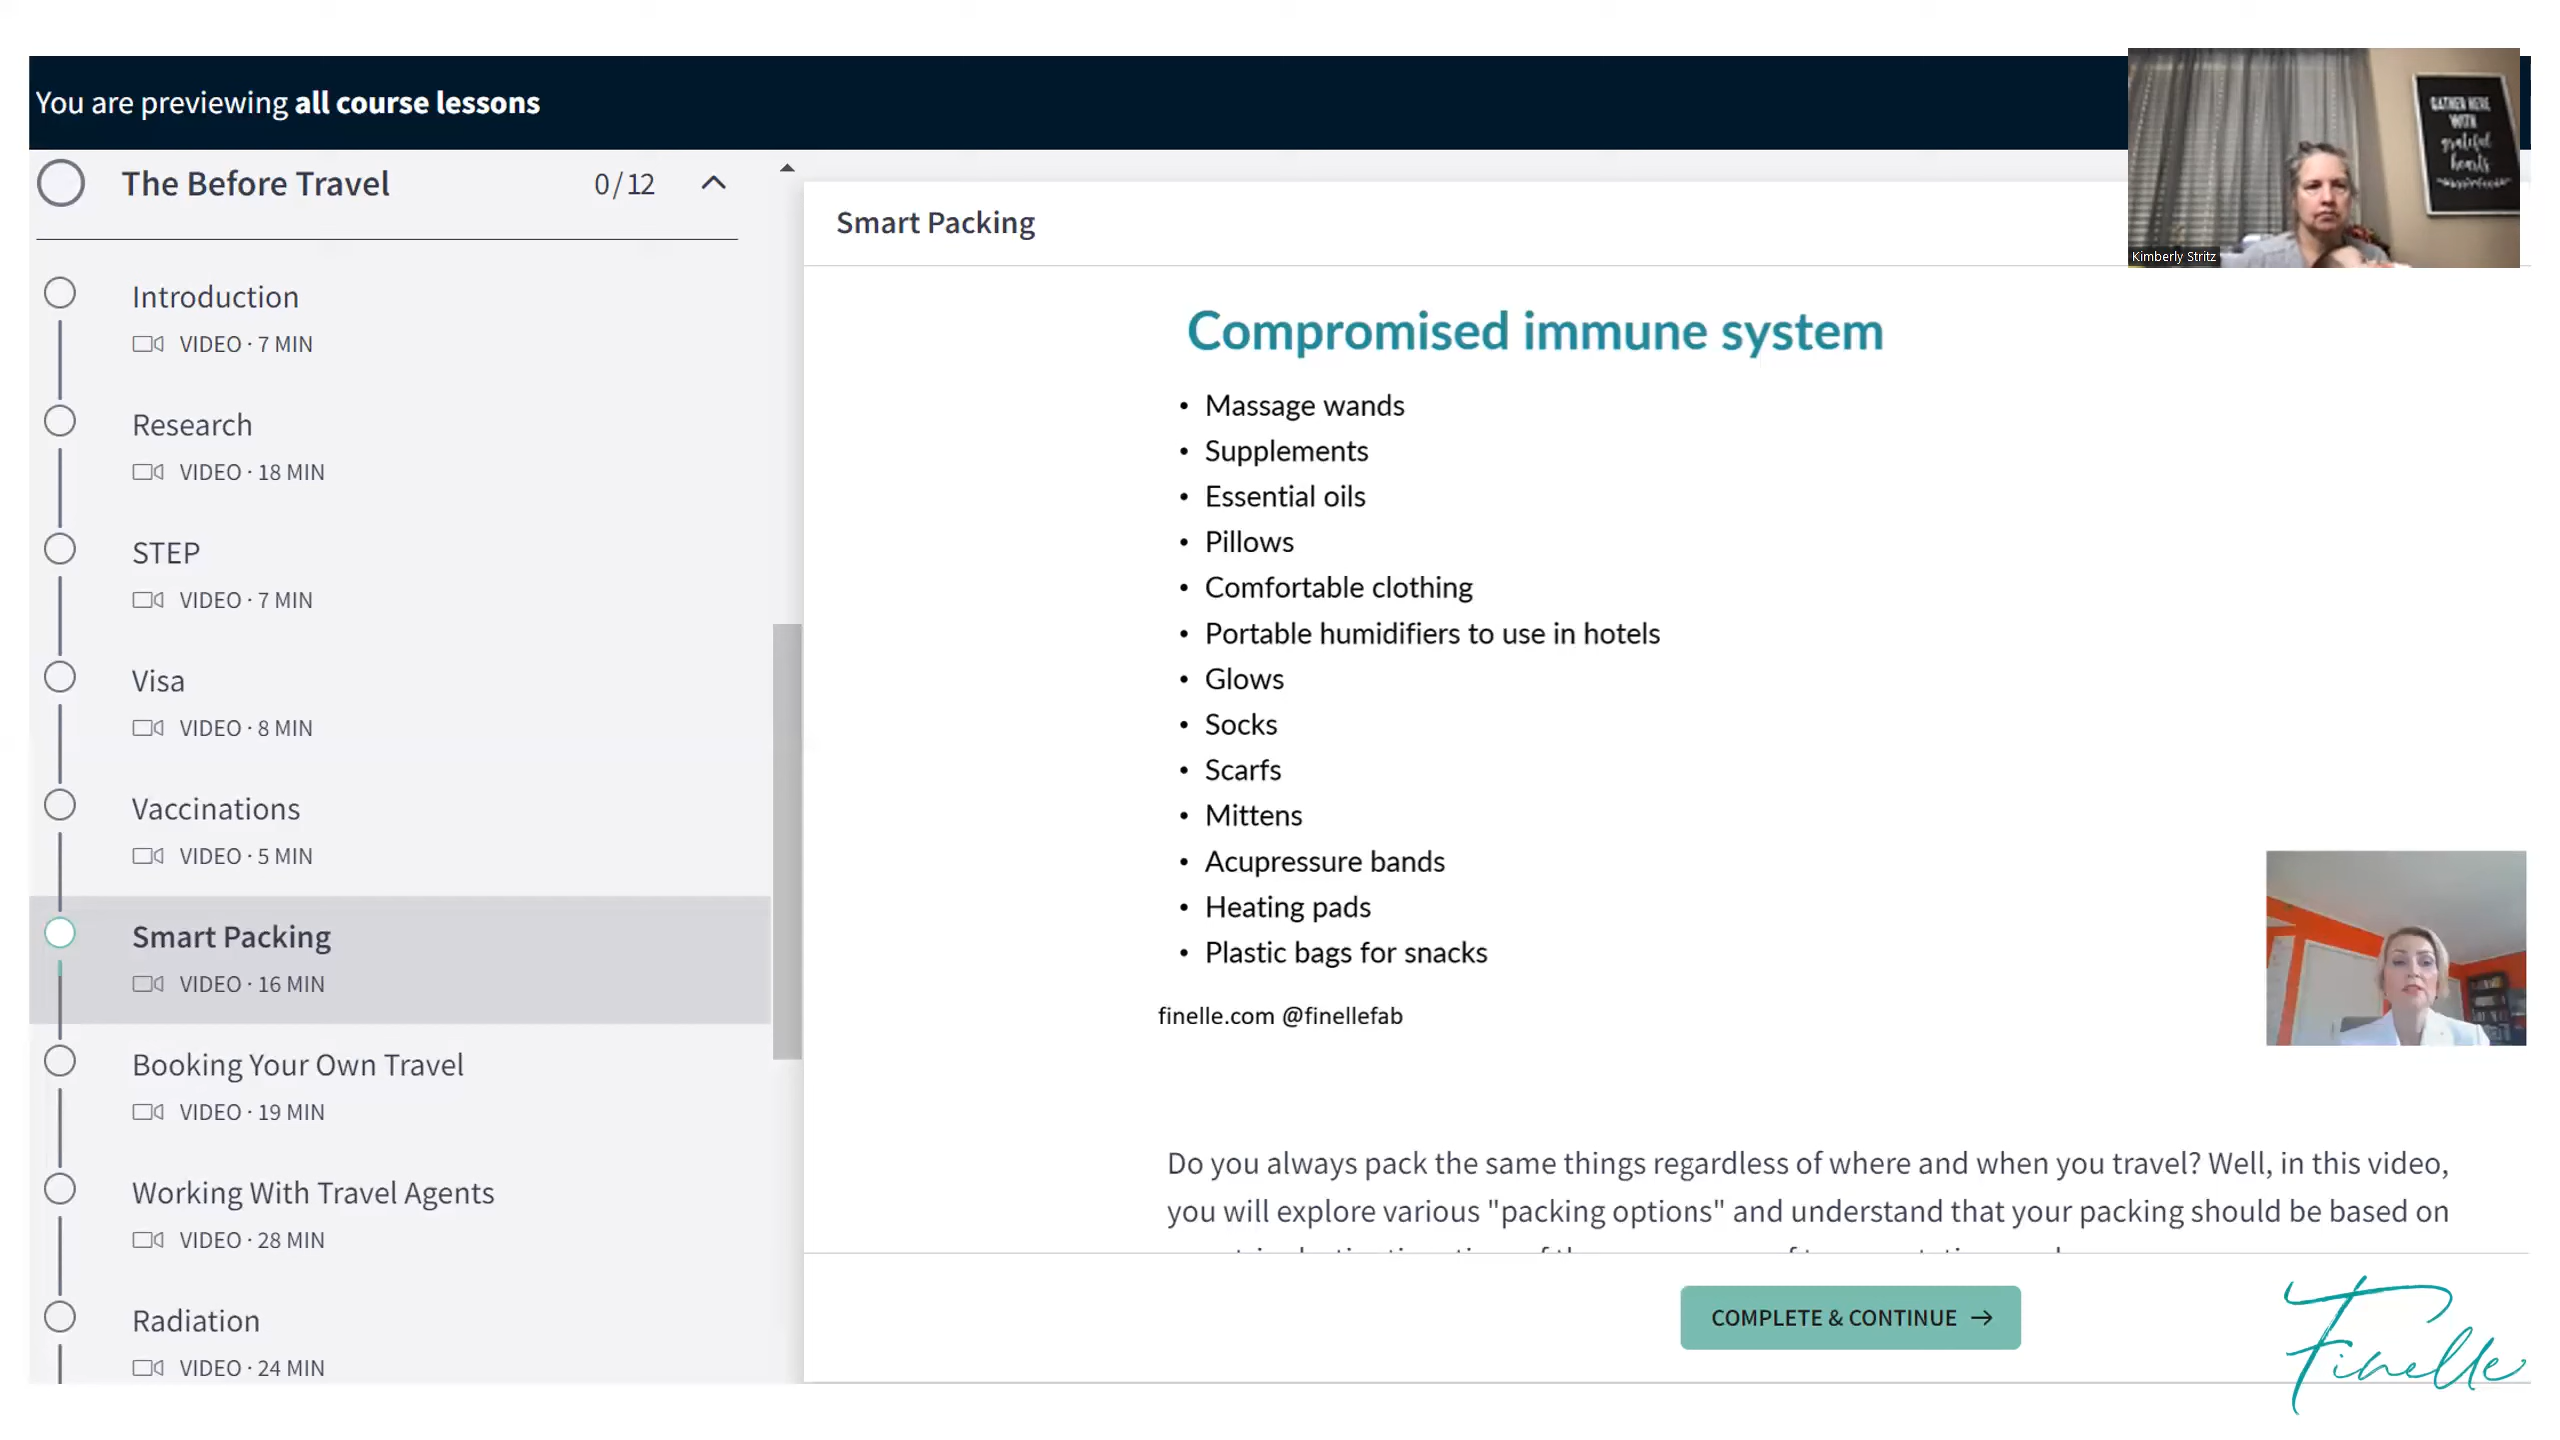 You are previewing all course lessons
The Before Travel 0/12
Introduction
VIDEO · 7 MIN
Research
VIDEO · 18 MIN
STEP
VIDEO · 7 MIN
Visa
VIDEO · 8 MIN
Vaccinations
VIDEO · 5 MIN
Smart Packing
VIDEO · 16 MIN
Booking Your Own Travel
VIDEO · 19 MIN
Working With Travel Agents
VIDEO · 28 MIN
Radiation
VIDEO · 24 MIN
Smart Packing
Compromised immune system
• Massage wands
• Supplements
• Essential oils
• Pillows
• Comfortable clothing
• Portable humidifiers to use in hotels
• Glows
• Socks
• Scarfs
• Mittens
• Acupressure bands
• Heating pads
• Plastic bags for snacks
finelle.com @finellefab
Do you always pack the same things regardless of where and when you travel? Well, in this video,
you will explore various "packing options" and understand that your packing should be based on
COMPLETE & CONTINUE →
GATHER HERE
WITH
grateful
hearts
Kimberly Stritz
Finelle